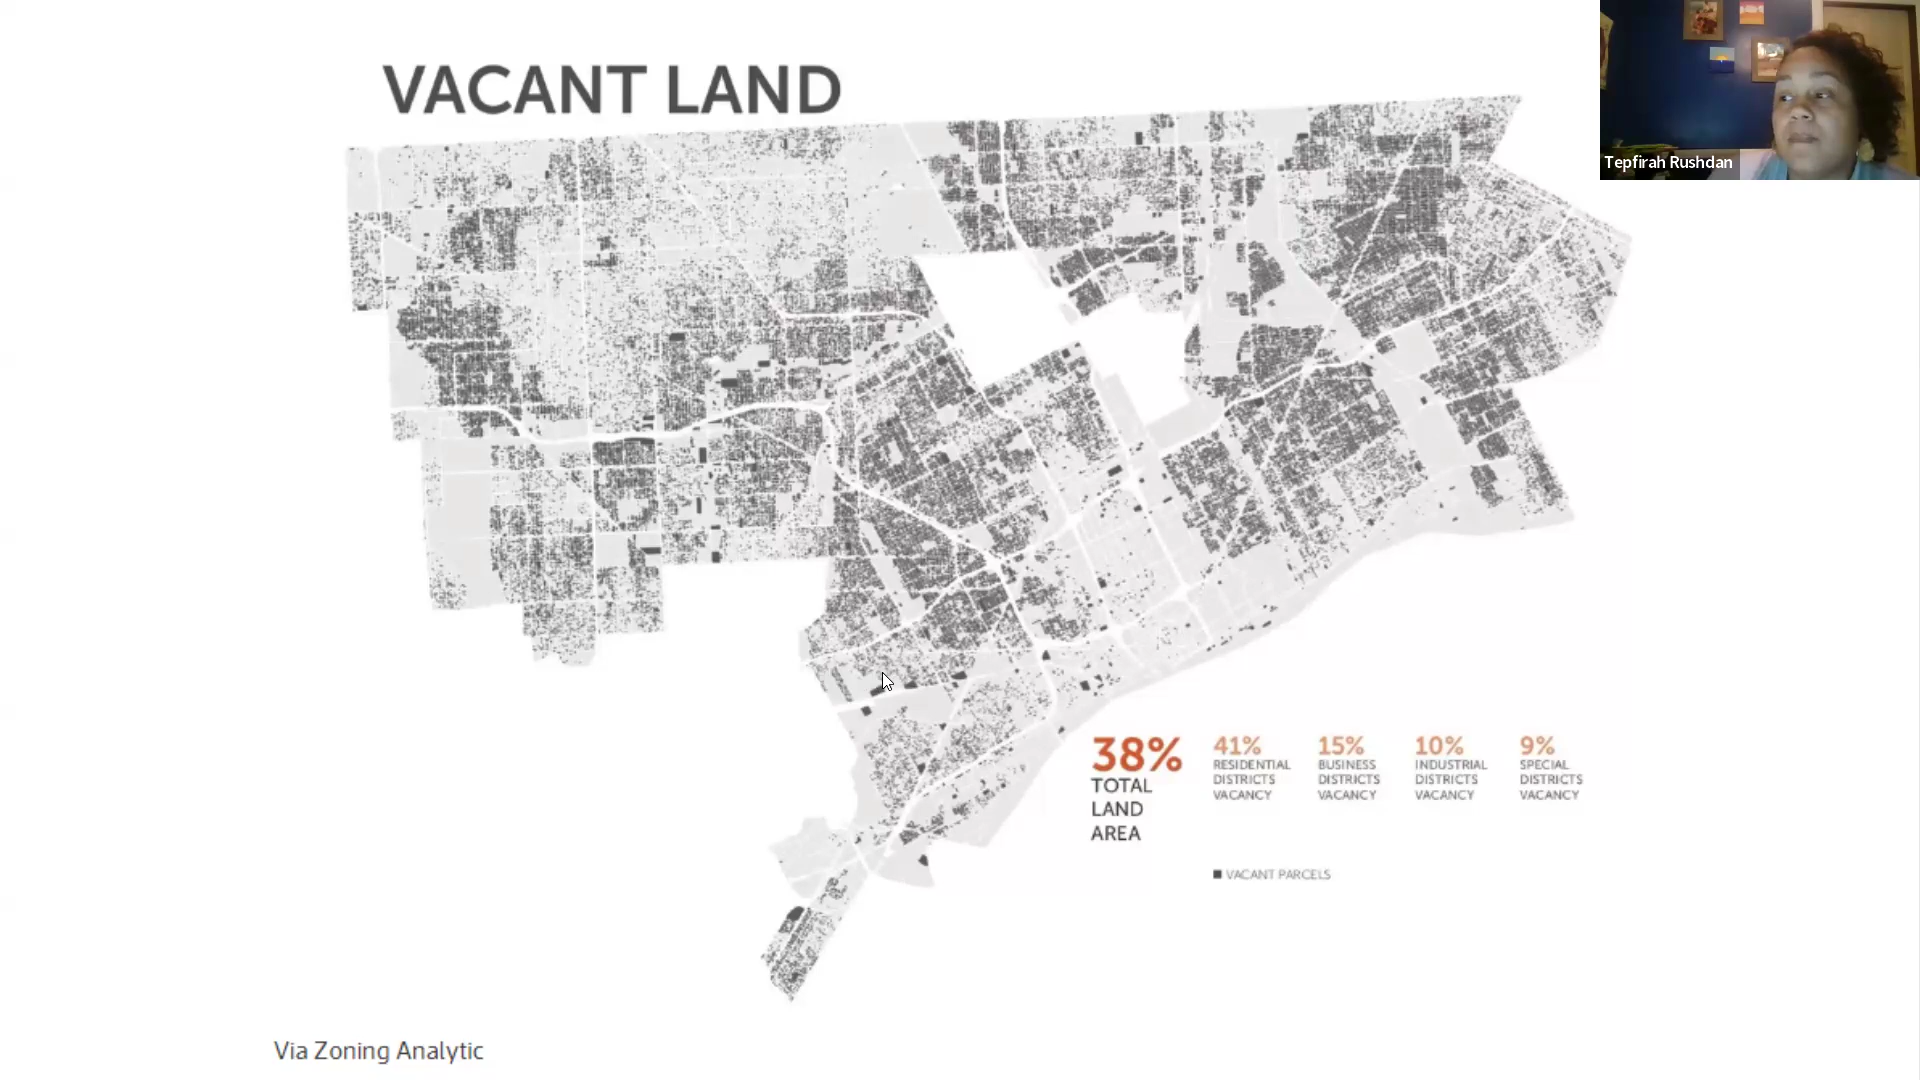 VACANT LAND
Tepfirah Rushdan
38%
TOTAL
LAND
AREA
41%
RESIDENTIAL
DISTRICTS
VACANCY
15%
BUSINESS
DISTRICTS
VACANCY
10%
INDUSTRIAL
DISTRICTS
VACANCY
9%
SPECIAL
DISTRICTS
VACANCY
VACANT PARCELS
Via Zoning Analytic